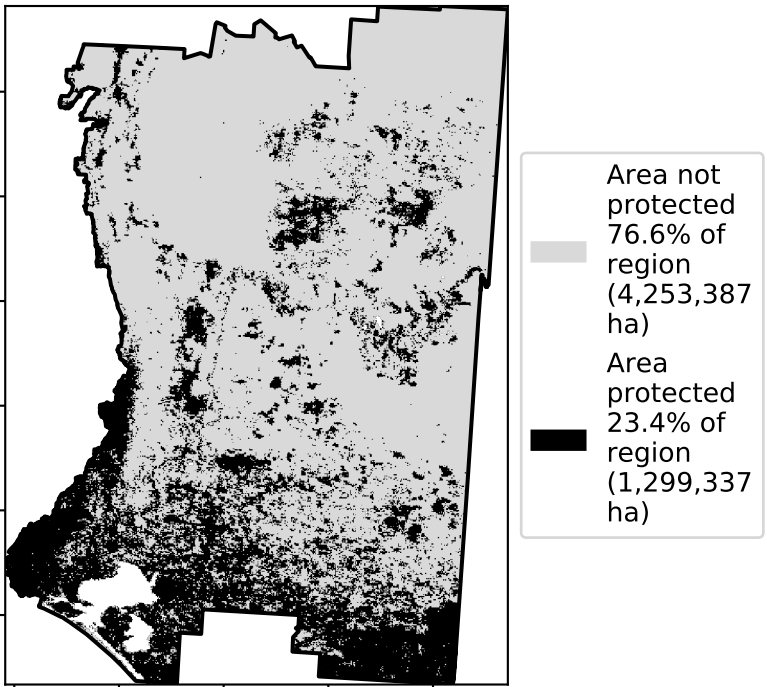 Area not
protected
76.6% of
region
(4,253,387
ha)
Area
protected
23.4% of
region
(1,299,337
ha)